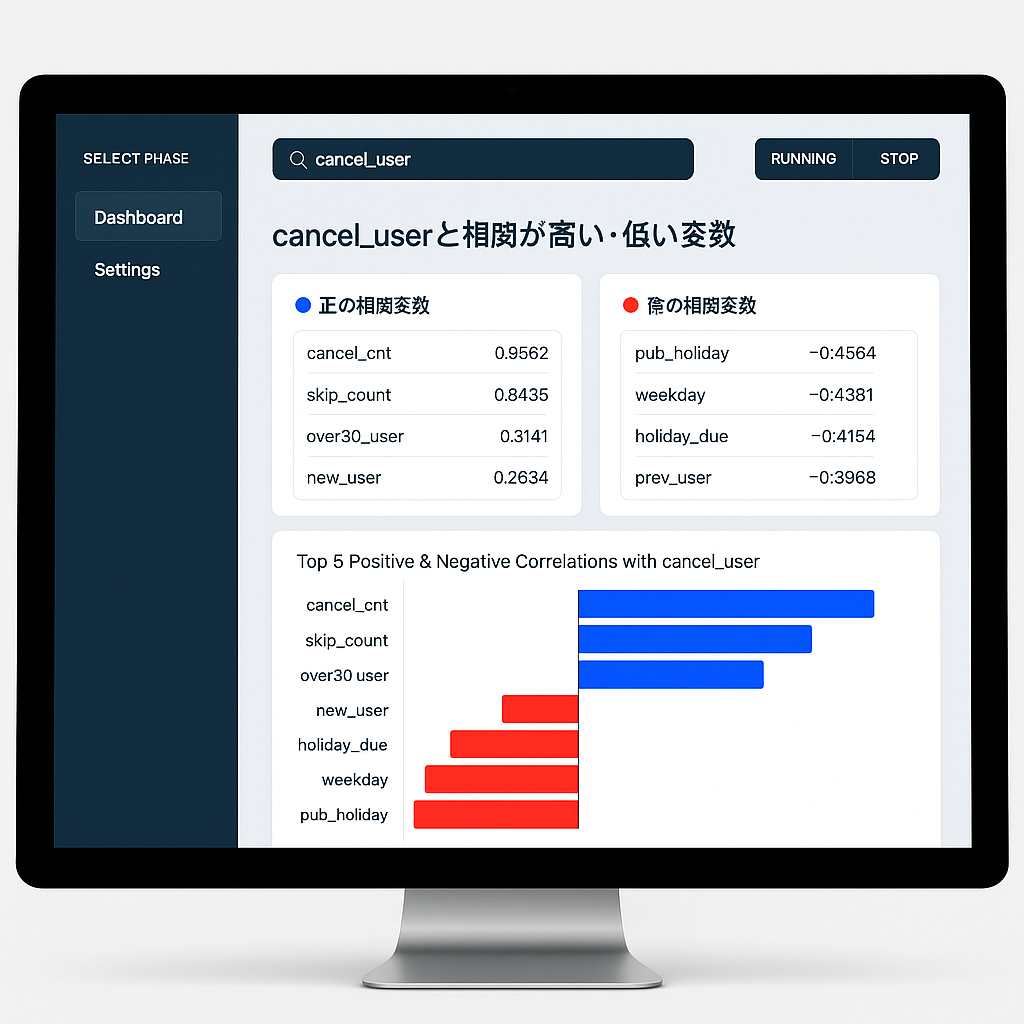 SELECT PHASE
Dashboard
Settings
cancel_user
RUNNING
STOP
cancel_userと相関が高い・低い変数
正の相関変数
cancel_cnt 0.9562
skip_count 0.8435
over30_user 0.3141
new_user 0.2634
の相関変数
pub_holiday −0:4564
weekday −0:4381
holiday_due −0:4154
prev_user −0:3968
Top 5 Positive & Negative Correlations with cancel_user
cancel_cnt
skip_count
over30 user
new_user
holiday_due
weekday
pub_holiday